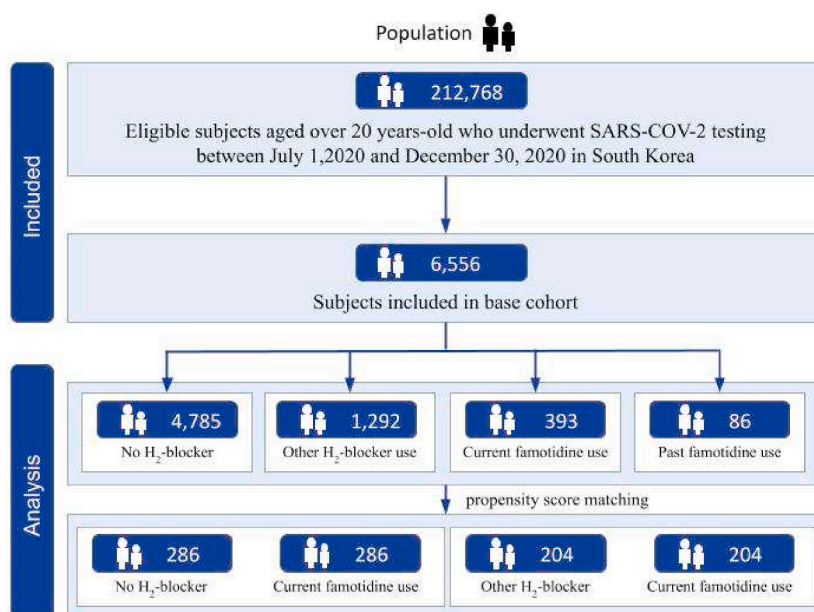 Population
Included
212,768
Eligible subjects aged over 20 years-old who underwent SARS-COV-2 testing
between July 1,2020 and December 30, 2020 in South Korea
6,556
Subjects included in base cohort
Analysis
4,785
No H₂-blocker
1,292
Other H₂-blocker use
393
Current famotidine use
86
Past famotidine use
propensity score matching
286
No H₂-blocker
286
Current famotidine use
204
Other H₂-blocker
204
Current famotidine use